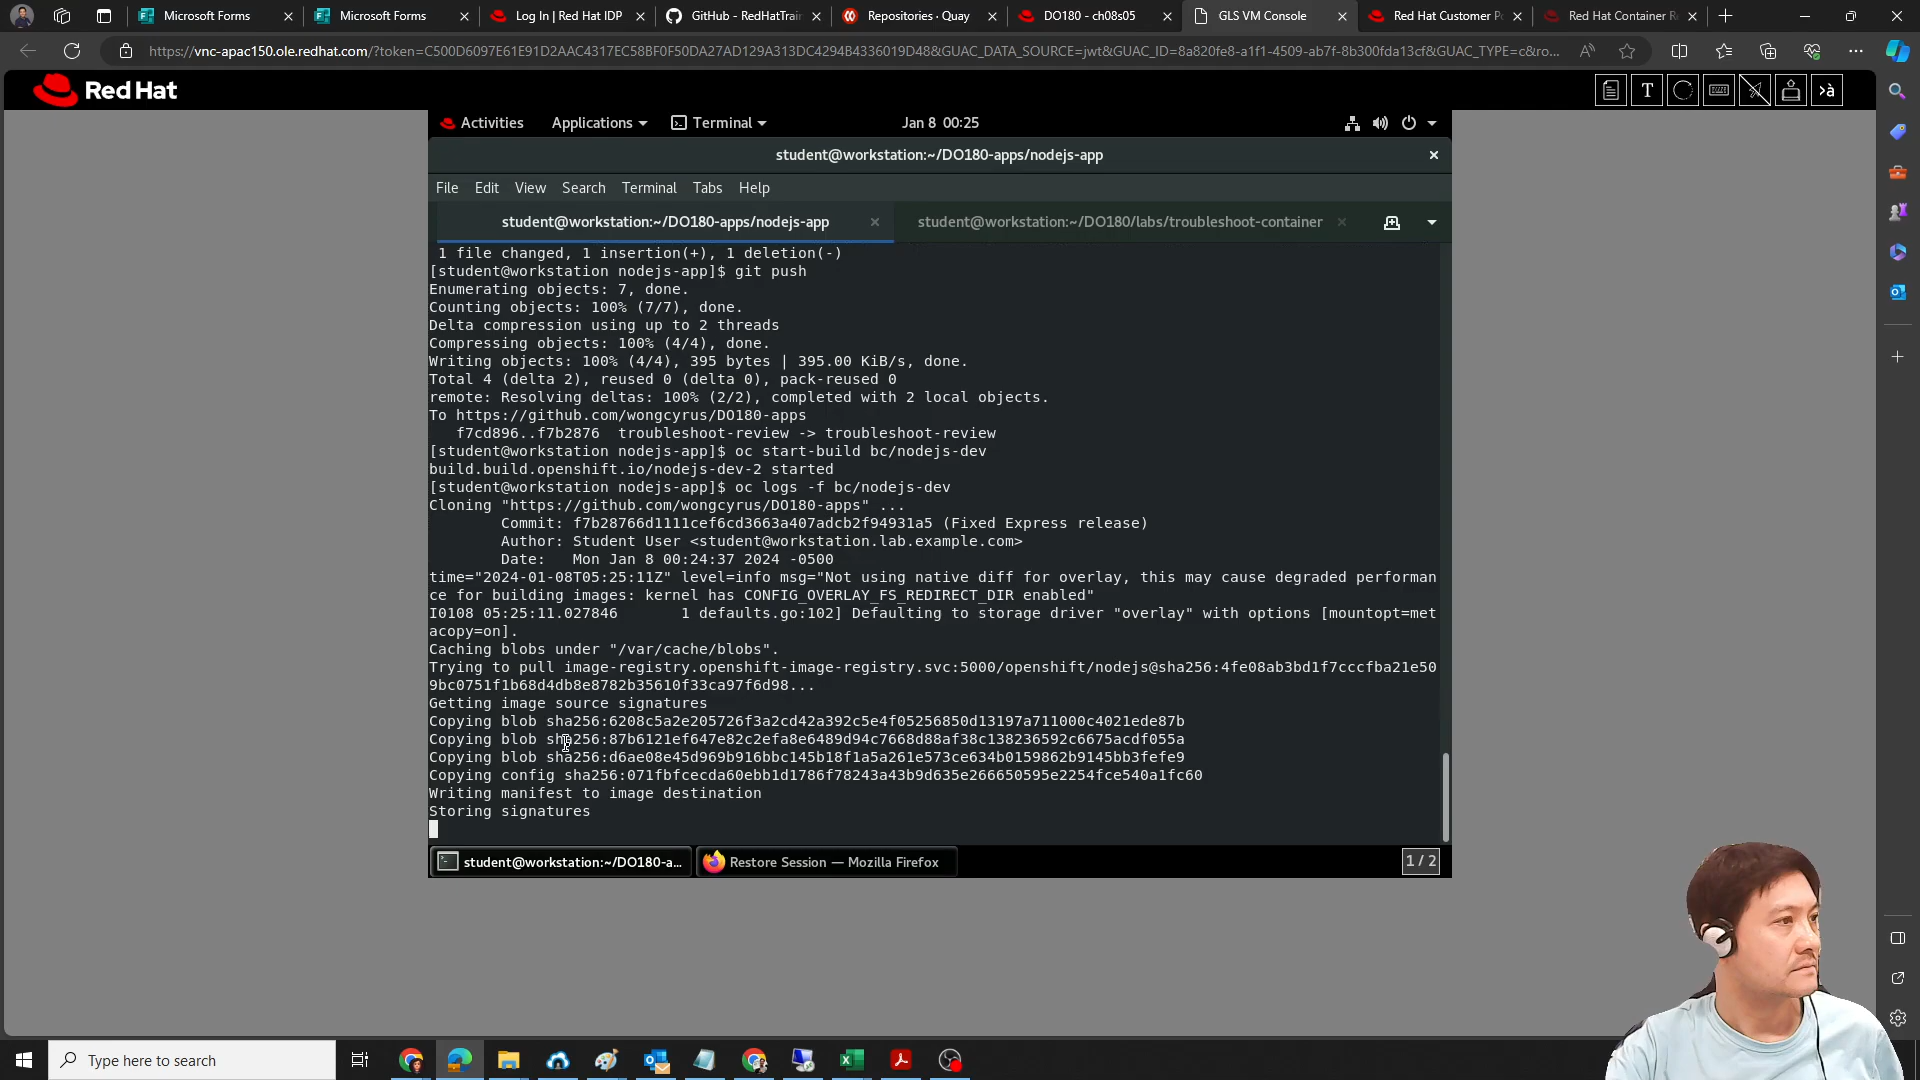 Microsoft Forms
Microsoft Forms
Log In | Red Hat IDP
GitHub - RedHatTrai
Repositories · Quay
DO180 - ch08s05
GLS VM Console
Red Hat Customer P
Red Hat Container R
https://vnc-apac150.ole.redhat.com/?token=C500D6097E61E91D2AAC4317EC58BF0F50DA27AD129A313DC4294B4336019D48&GUAC_DATA_SOURCE=jwt&GUAC_ID=8a820fe8-a1f1-4509-ab7f-8b300fda13cf&GUAC_TYPE=c&ro...
Red Hat
Activities Applications Terminal Jan 8 00:25
student@workstation:~/DO180-apps/nodejs-app
File Edit View Search Terminal Tabs Help
student@workstation:~/DO180-apps/nodejs-app
student@workstation:~/DO180/labs/troubleshoot-container
1 file changed, 1 insertion(+), 1 deletion(-)
[student@workstation nodejs-app]$ git push
Enumerating objects: 7, done.
Counting objects: 100% (7/7), done.
Delta compression using up to 2 threads
Compressing objects: 100% (4/4), done.
Writing objects: 100% (4/4), 395 bytes | 395.00 KiB/s, done.
Total 4 (delta 2), reused 0 (delta 0), pack-reused 0
remote: Resolving deltas: 100% (2/2), completed with 2 local objects.
To https://github.com/wongcyrus/DO180-apps
f7cd896..f7b2876  troubleshoot-review -> troubleshoot-review
[student@workstation nodejs-app]$ oc start-build bc/nodejs-dev
build.build.openshift.io/nodejs-dev-2 started
[student@workstation nodejs-app]$ oc logs -f bc/nodejs-dev
Cloning "https://github.com/wongcyrus/DO180-apps" ...
Commit: f7b28766d1111cef6cd3663a407adcb2f94931a5 (Fixed Express release)
Author: Student User <student@workstation.lab.example.com>
Date:   Mon Jan 8 00:24:37 2024 -0500
time="2024-01-08T05:25:11Z" level=info msg="Not using native diff for overlay, this may cause degraded performan
ce for building images: kernel has CONFIG_OVERLAY_FS_REDIRECT_DIR enabled"
I0108 05:25:11.027846       1 defaults.go:102] Defaulting to storage driver "overlay" with options [mountopt=met
acopy=on].
Caching blobs under "/var/cache/blobs".
Trying to pull image-registry.openshift-image-registry.svc:5000/openshift/nodejs@sha256:4fe08ab3bd1f7cccfba21e50
9bc0751f1b68d4db8e8782b35610f33ca97f6d98...
Getting image source signatures
Copying blob sha256:6208c5a2e205726f3a2cd42a392c5e4f05256850d13197a711000c4021ede87b
Copying blob sha256:87b6121ef647e82c2efa8e6489d94c7668d88af38c138236592c6675acdf055a
Copying blob sha256:d6ae08e45d969b916bbc145b18f1a5a261e573ce634b0159862b9145bb3fefe9
Copying config sha256:071fbfcecda60ebb1d1786f78243a43b9d635e266650595e2254fce540a1fc60
Writing manifest to image destination
Storing signatures
student@workstation:~/DO180-a...
Restore Session — Mozilla Firefox
1 / 2
Type here to search